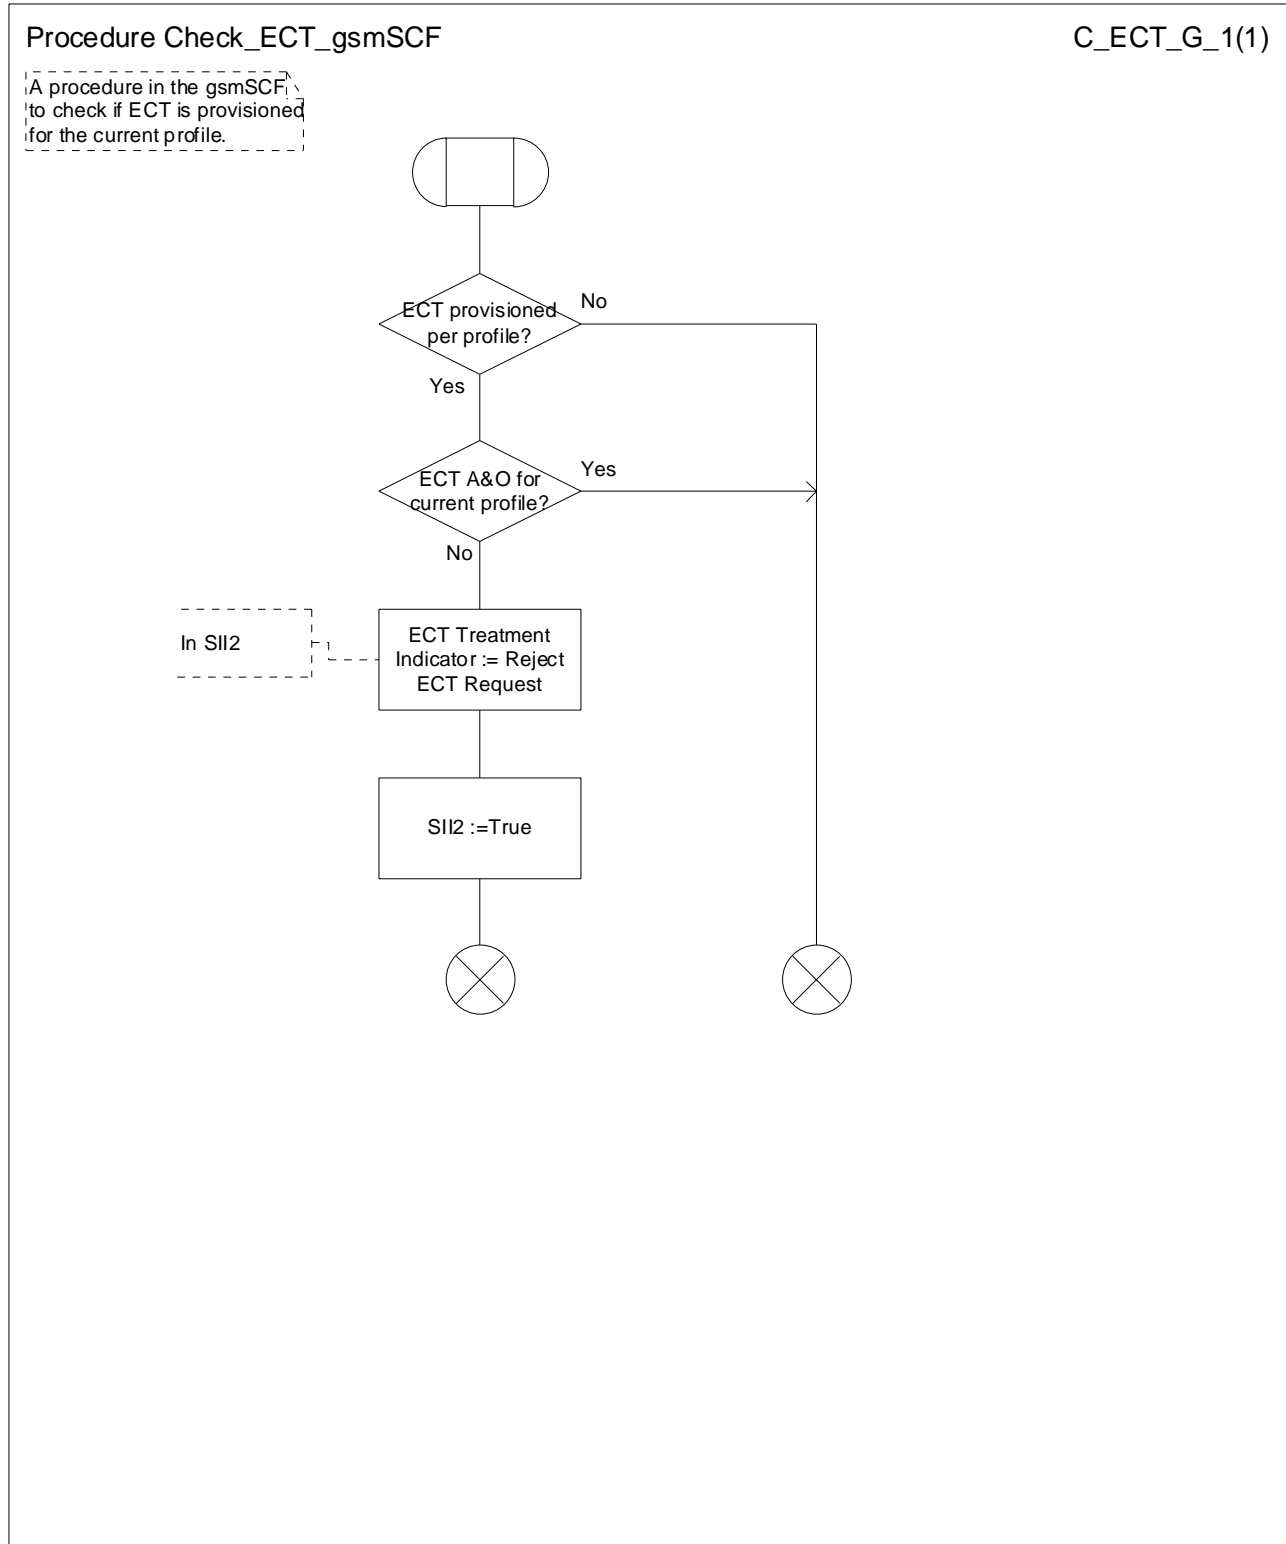 Procedure Check_ECT_gsmSCF
C_ECT_G_1(1)
A procedure in the gsmSCF
to check if ECT is provisioned
for the current profile.
ECT provisioned
per profile?
No
Yes
ECT A&O for
current profile?
Yes
No
In SII2
ECT Treatment
Indicator := Reject
ECT Request
SII2 :=True